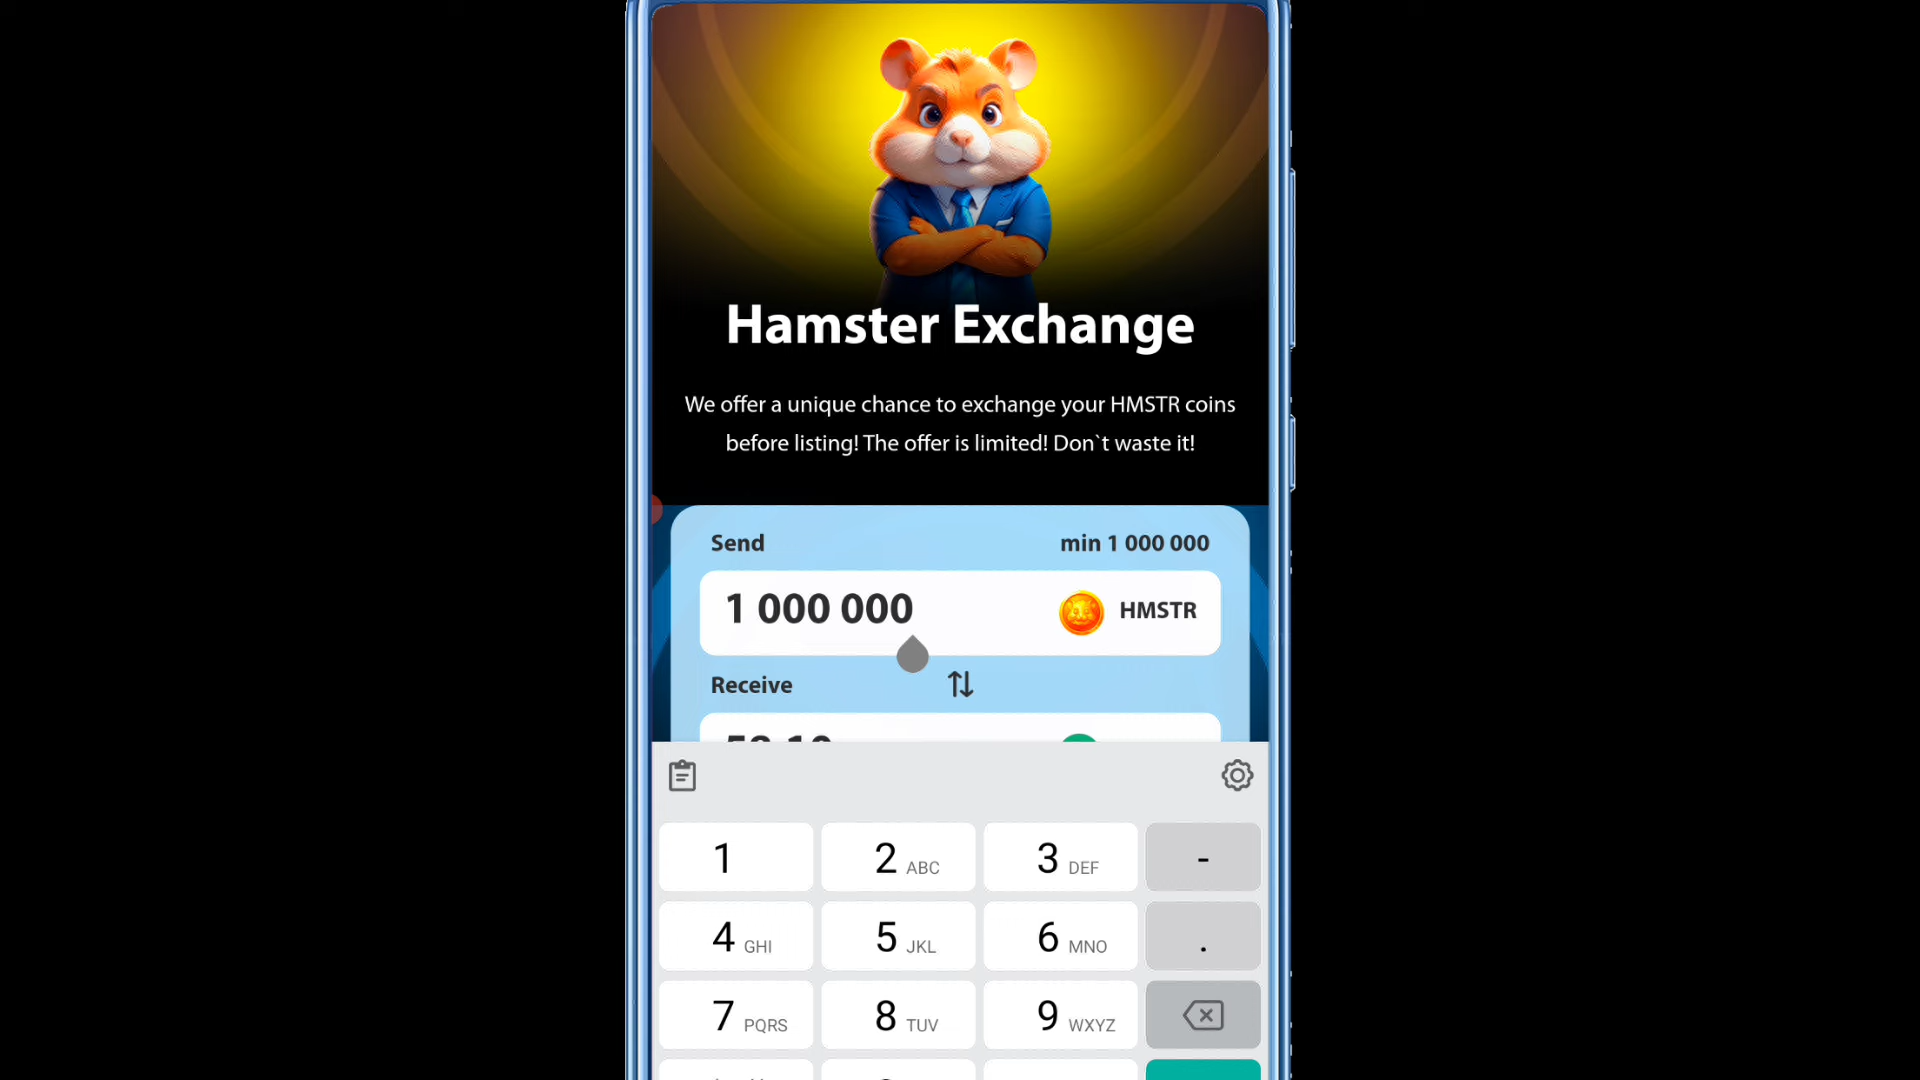 Hamster Exchange
We offer a unique chance to exchange your HMSTR coins
before listing! The offer is limited! Don`t waste it!
Send min 1 000 000
1 000 000 HMSTR
Receive
1 2 ABC 3 DEF -
4 GHI 5 JKL 6 MNO .
7 PQRS 8 TUV 9 WXYZ